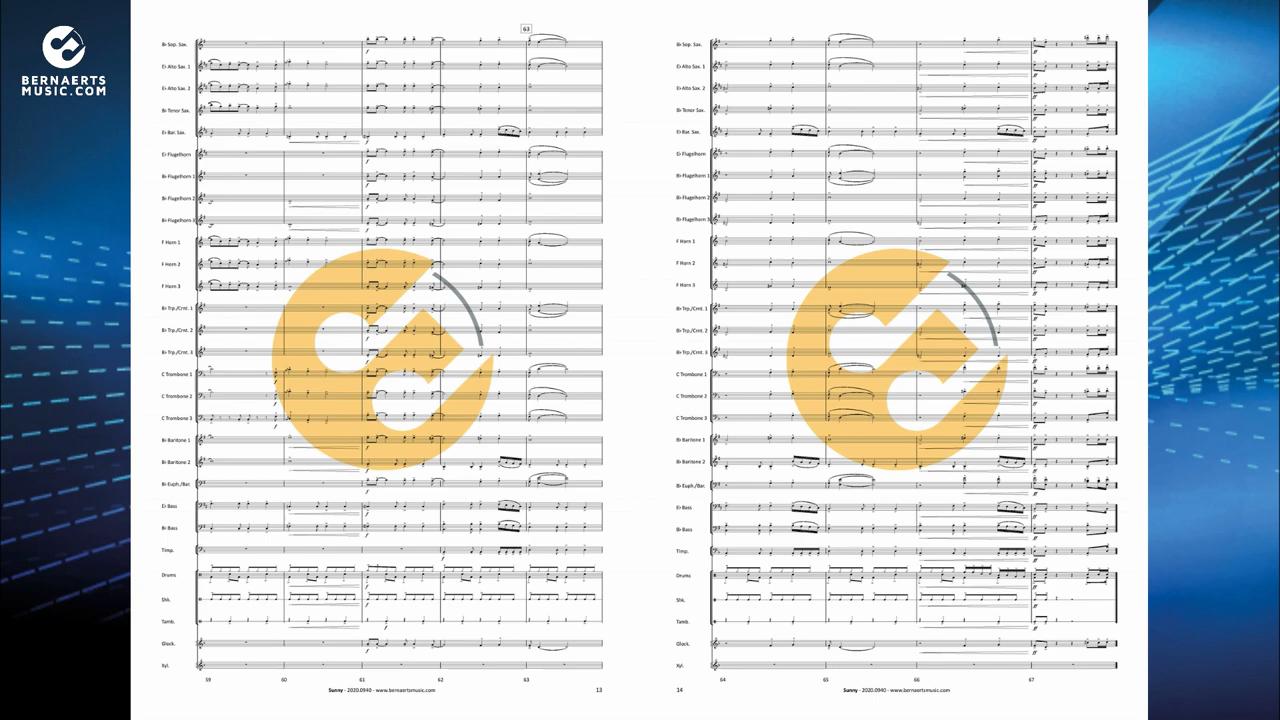 BERNAERTS
MUSIC.COM
63
B♭ Sop. Sax.
E♭ Alto Sax. 1
E♭ Alto Sax. 2
B♭ Tenor Sax.
E♭ Bar. Sax.
E♭ Flugelhorn
B♭ Flugelhorn 1
B♭ Flugelhorn 2
B♭ Flugelhorn 3
F Horn 1
F Horn 2
F Horn 3
B♭ Trp./Crnt. 1
B♭ Trp./Crnt. 2
B♭ Trp./Crnt. 3
C Trombone 1
C Trombone 2
C Trombone 3
B♭ Baritone 1
B♭ Baritone 2
B♭ Euph./Bar.
E♭ Bass
B♭ Bass
Timp.
Drums
Shk.
Tamb.
Glock.
Xyl.
59 60 61 62 63
Sunny - 2020.0940 - www.bernaertsmusic.com 13
B♭ Sop. Sax.
E♭ Alto Sax. 1
E♭ Alto Sax. 2
B♭ Tenor Sax.
E♭ Bar. Sax.
E♭ Flugelhorn
B♭ Flugelhorn 1
B♭ Flugelhorn 2
B♭ Flugelhorn 3
F Horn 1
F Horn 2
F Horn 3
B♭ Trp./Crnt. 1
B♭ Trp./Crnt. 2
B♭ Trp./Crnt. 3
C Trombone 1
C Trombone 2
C Trombone 3
B♭ Baritone 1
B♭ Baritone 2
B♭ Euph./Bar.
E♭ Bass
B♭ Bass
Timp.
Drums
Shk.
Tamb.
Glock.
Xyl.
64 65 66 67
14 Sunny - 2020.0940 - www.bernaertsmusic.com